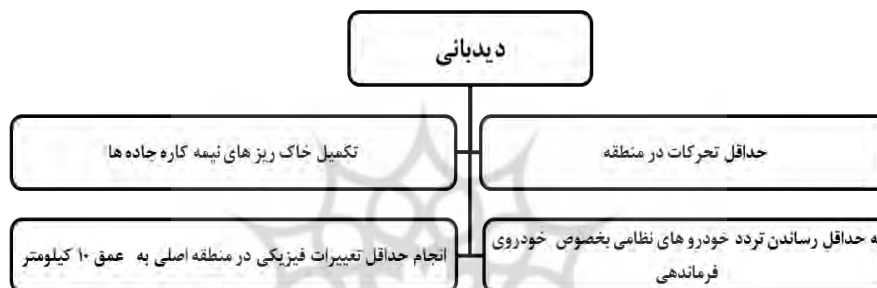 دیدبانی
حداقل تحرکات در منطقه
تکمیل خاک ریز های نیمه کاره جاده ها
ه حداقل رساندن تردد خودرو های نظامی بخصوص خودروی
فرماندهی
انجام حداقل تغییرات فیزیکی در منطقه اصلی به عمق ۱۰ کیلومتر